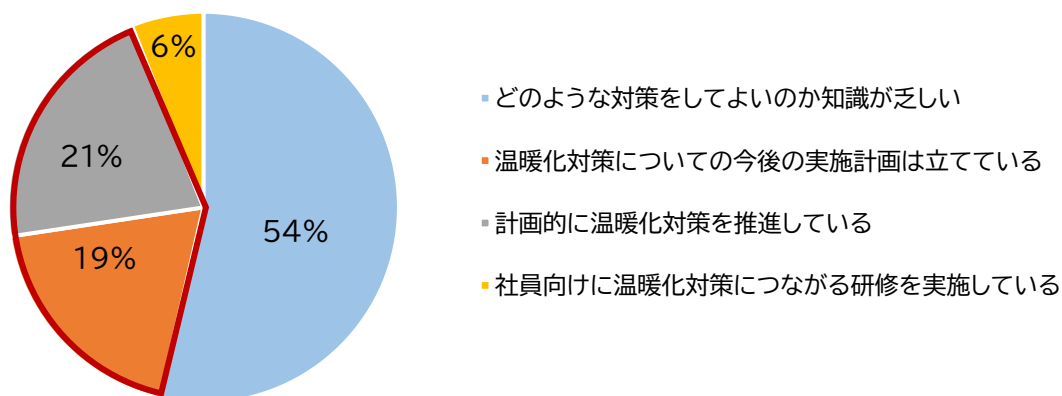 6%
21%
54%
19%
どのような対策をしてよいのか知識が乏しい
温暖化対策についての今後の実施計画は立てている
計画的に温暖化対策を推進している
社員向けに温暖化対策につながる研修を実施している